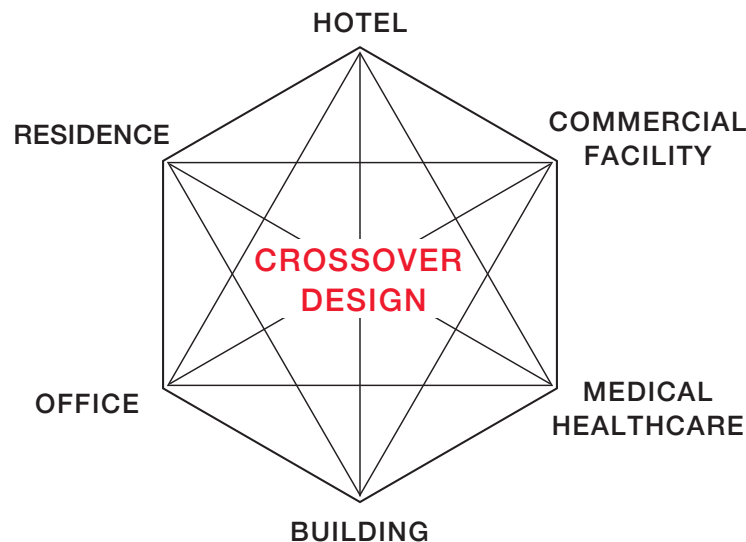 HOTEL
RESIDENCE
COMMERCIAL
FACILITY
CROSSOVER
DESIGN
OFFICE
MEDICAL
HEALTHCARE
BUILDING